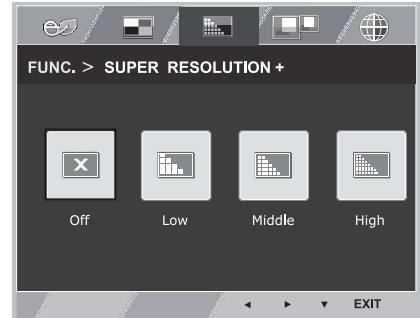 FUNC. > SUPER RESOLUTION +
Off Low Middle High
EXIT